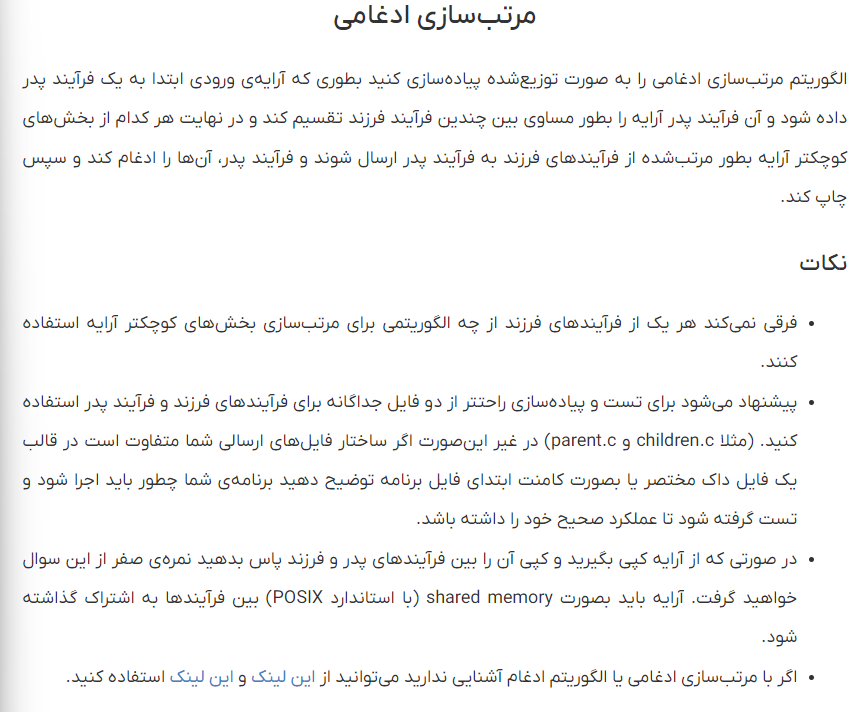 مرتب‌سازی ادغامی
الگوریتم مرتب‌سازی ادغامی را به صورت توزیع‌شده پیاده‌سازی کنید بطوری که آرایه‌ی ورودی ابتدا به یک فرآیند پدر
داده شود و آن فرآیند پدر آرایه را بطور مساوی بین چندین فرآیند فرزند تقسیم کند و در نهایت هر کدام از بخش‌های
کوچکتر آرایه بطور مرتب‌شده از فرآیندهای فرزند به فرآیند پدر ارسال شوند و فرآیند پدر، آن‌ها را ادغام کند و سپس
چاپ کند.
نکات
• فرقی نمی‌کند هر یک از فرآیندهای فرزند از چه الگوریتمی برای مرتب‌سازی بخش‌های کوچکتر آرایه استفاده
کنند.
• پیشنهاد می‌شود برای تست و پیاده‌سازی راحتتر از دو فایل جداگانه برای فرآیندهای فرزند و فرآیند پدر استفاده
کنید. (مثلا children.c و parent.c) در غیر این‌صورت اگر ساختار فایل‌های ارسالی شما متفاوت است در قالب
یک فایل داک مختصر یا بصورت کامنت ابتدای فایل برنامه توضیح دهید برنامه‌ی شما چطور باید اجرا شود و
تست گرفته شود تا عملکرد صحیح خود را داشته باشد.
• در صورتی که از آرایه کپی بگیرید و کپی آن را بین فرآیندهای پدر و فرزند پاس بدهید نمره‌ی صفر از این سوال
خواهید گرفت. آرایه باید بصورت shared memory (با استاندارد POSIX) بین فرآیندها به اشتراک گذاشته
شود.
• اگر با مرتب‌سازی ادغامی یا الگوریتم ادغام آشنایی ندارید می‌توانید از این لینک و این لینک استفاده کنید.